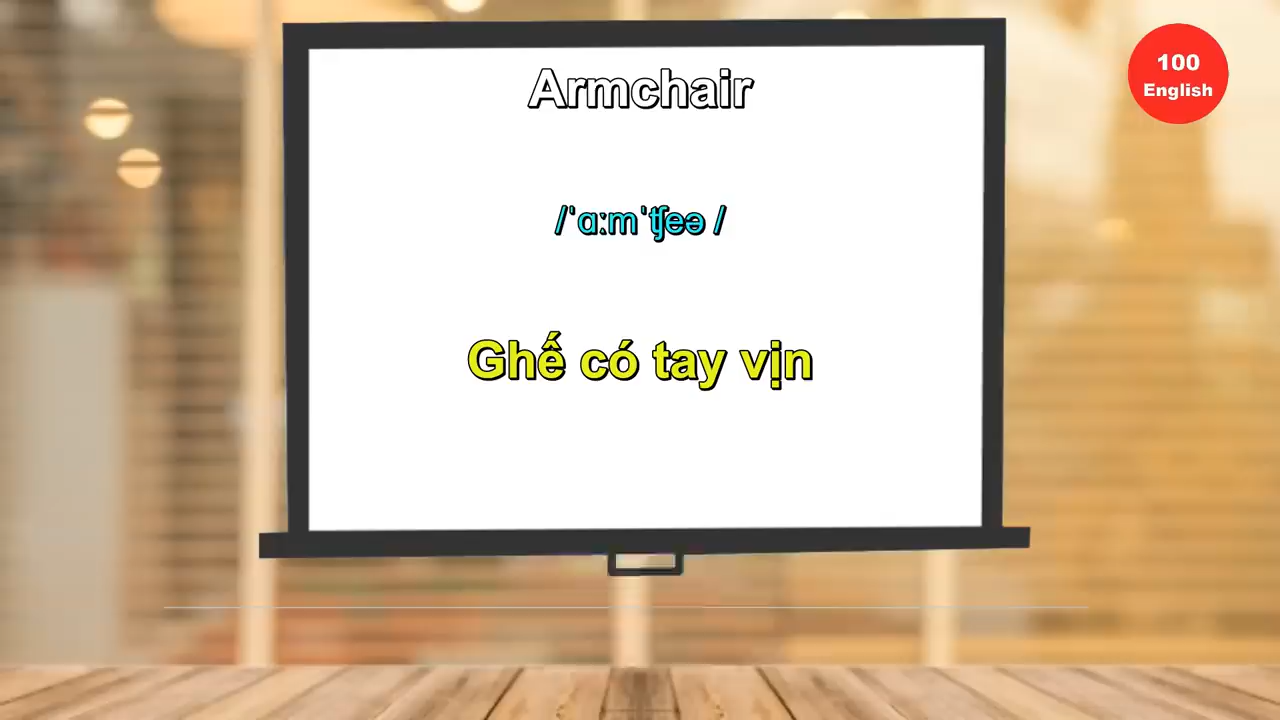 Armchair
/ˈɑːmˈʧeə /
Ghế có tay vịn
100
English